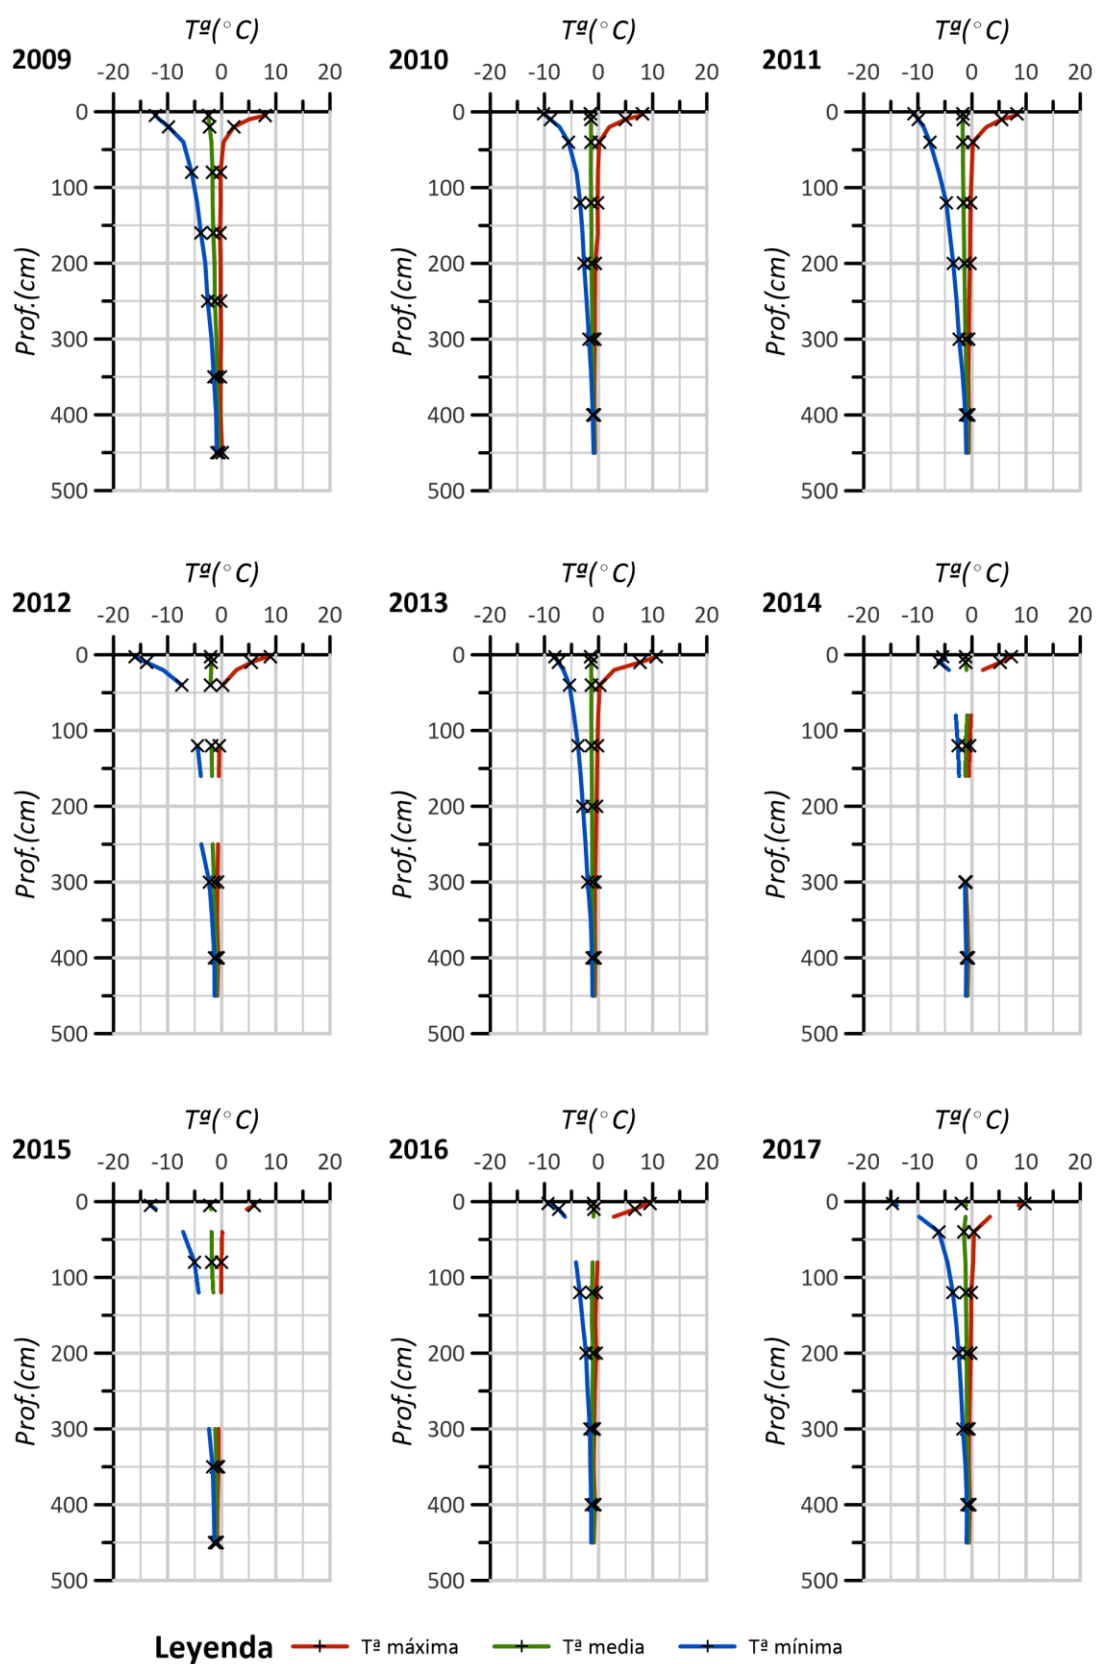 Tª(°C) Tª(°C) Tª(°C)
2009 -20 -10 0 10 20 2010 -20 -10 0 10 20 2011 -20 -10 0 10 20
0 0 0
100 100 100
200 200 200
Prof.(cm) Prof.(cm) Prof.(cm)
300 300 300
400 400 400
500 500 500
Tª(°C) Tª(°C) Tª(°C)
2012 -20 -10 0 10 20 2013 -20 -10 0 10 20 2014 -20 -10 0 10 20
0 0 0
100 100 100
200 200 200
Prof.(cm) Prof.(cm) Prof.(cm)
300 300 300
400 400 400
500 500 500
Tª(°C) Tª(°C) Tª(°C)
2015 -20 -10 0 10 20 2016 -20 -10 0 10 20 2017 -20 -10 0 10 20
0 0 0
100 100 100
200 200 200
Prof.(cm) Prof.(cm) Prof.(cm)
300 300 300
400 400 400
500 500 500
Leyenda Tª máxima Tª media Tª mínima